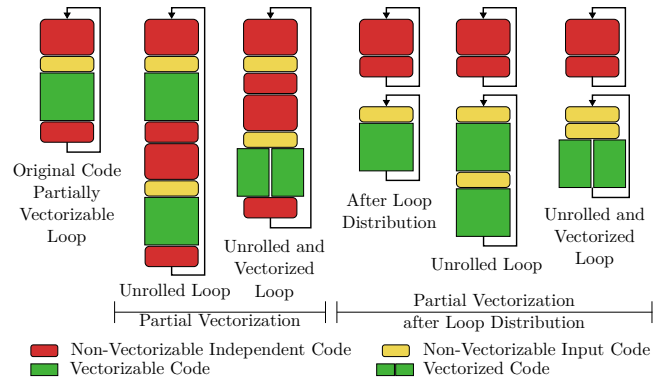 Original Code
Partially
Vectorizable
Loop
Unrolled Loop
Unrolled and
Vectorized
Loop
Partial Vectorization
After Loop
Distribution
Unrolled Loop
Unrolled and
Vectorized
Loop
Partial Vectorization
after Loop Distribution
Non-Vectorizable Independent Code
Non-Vectorizable Input Code
Vectorizable Code
Vectorized Code